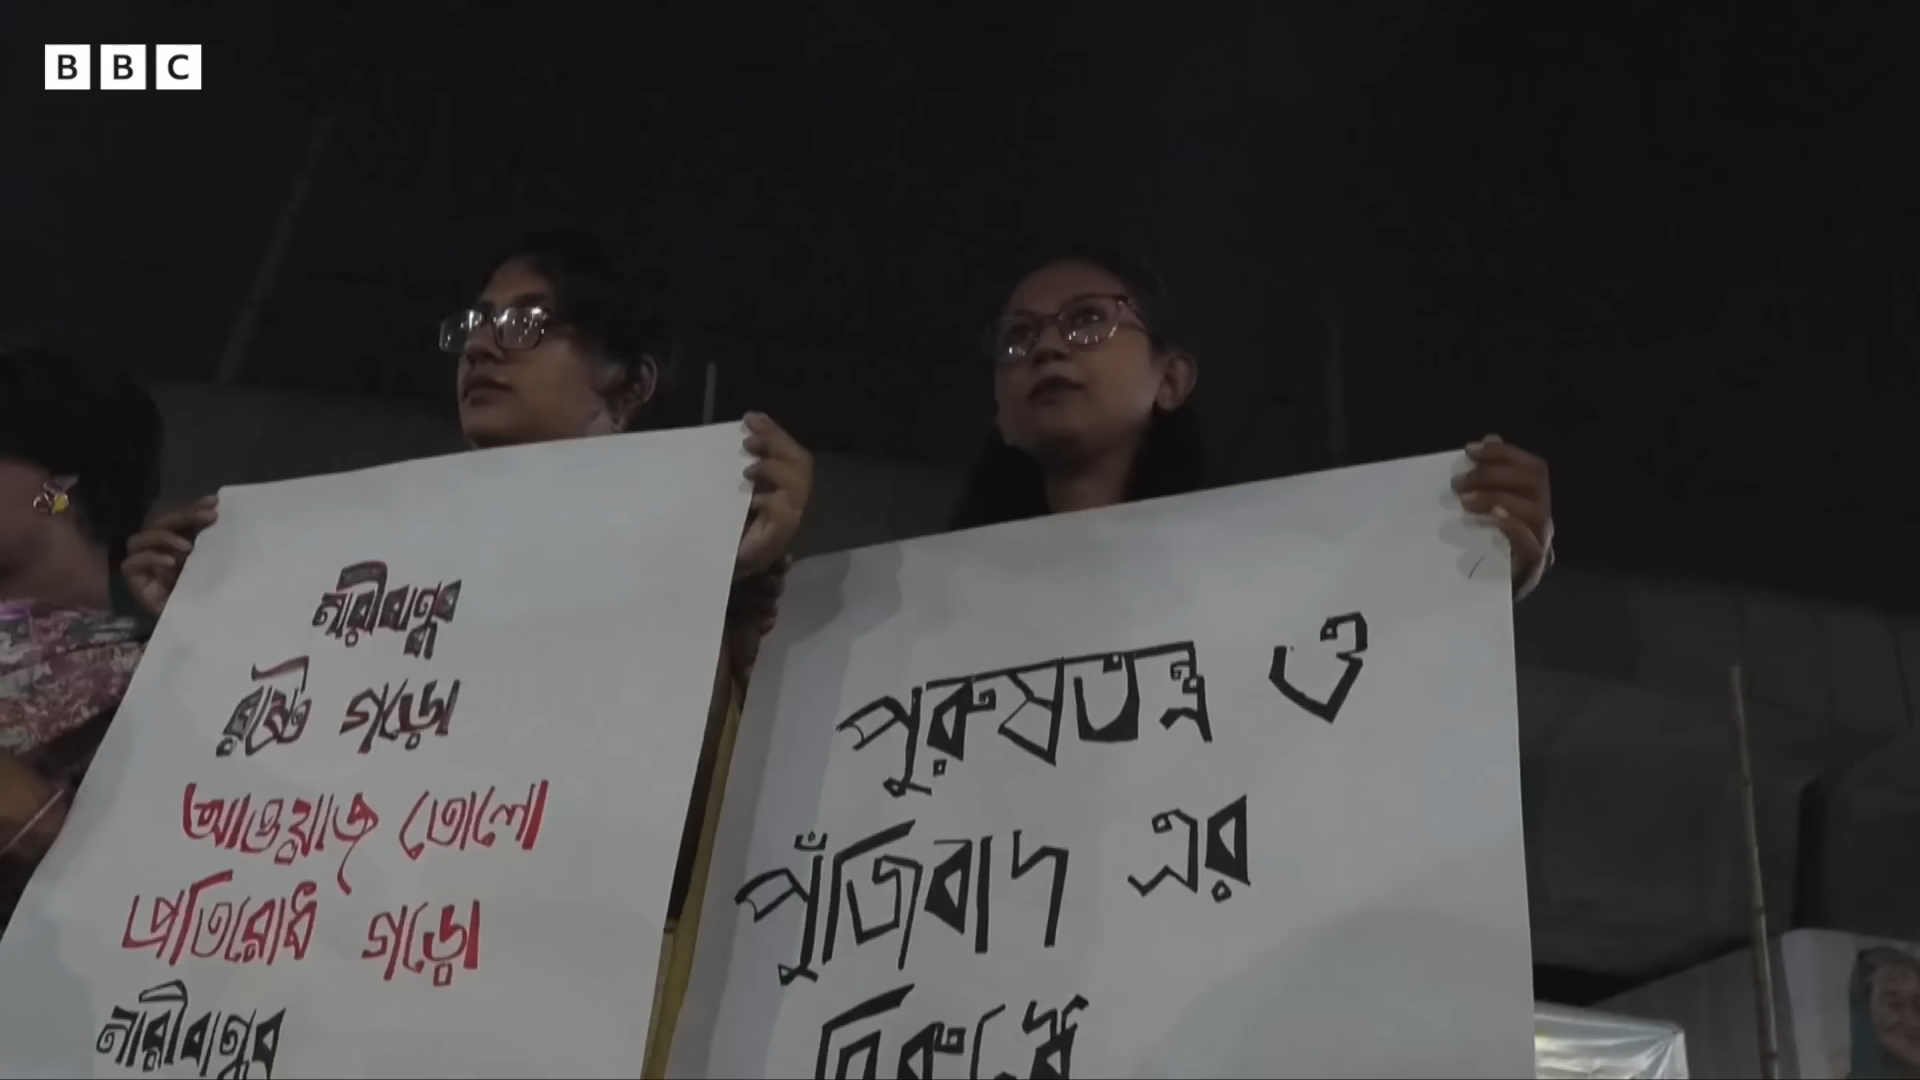 BBC
নারীবান্ধব
রাষ্ট্র গড়ো
আওয়াজ তোলো
প্রতিরোধ গড়ো
নারীবান্ধব
পুরুষতন্ত্র ও
পুঁজিবাদ এর
বিরুদ্ধে